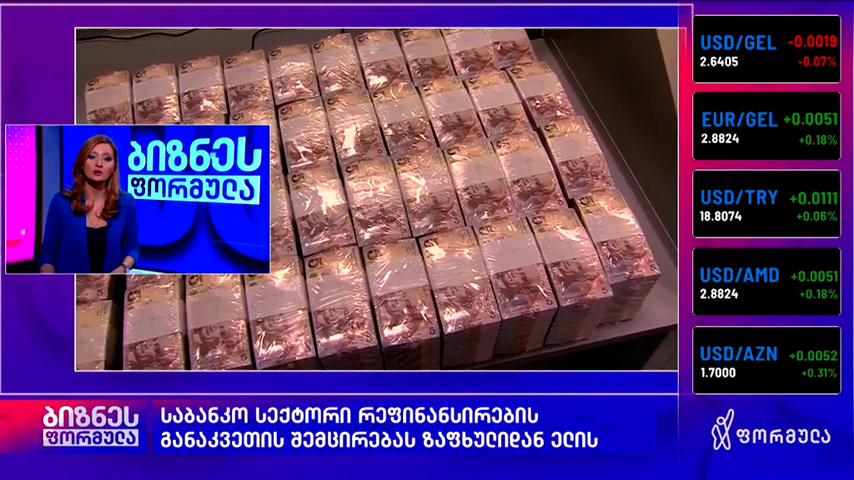 USD/GEL -0.0019
2.6405 -0.07%
EUR/GEL +0.0051
2.8824 +0.18%
ბიზნეს
ფორმულა
USD/TRY +0.0111
18.8074 +0.06%
USD/AMD +0.0051
2.8824 +0.18%
USD/AZN +0.0052
1.7000 +0.31%
ბიზნეს
ფორმულა
საბანკო სექტორი რეფინანსირების
განაკვეთის შემცირებას ზაფხულიდან ელის
ფორმულა